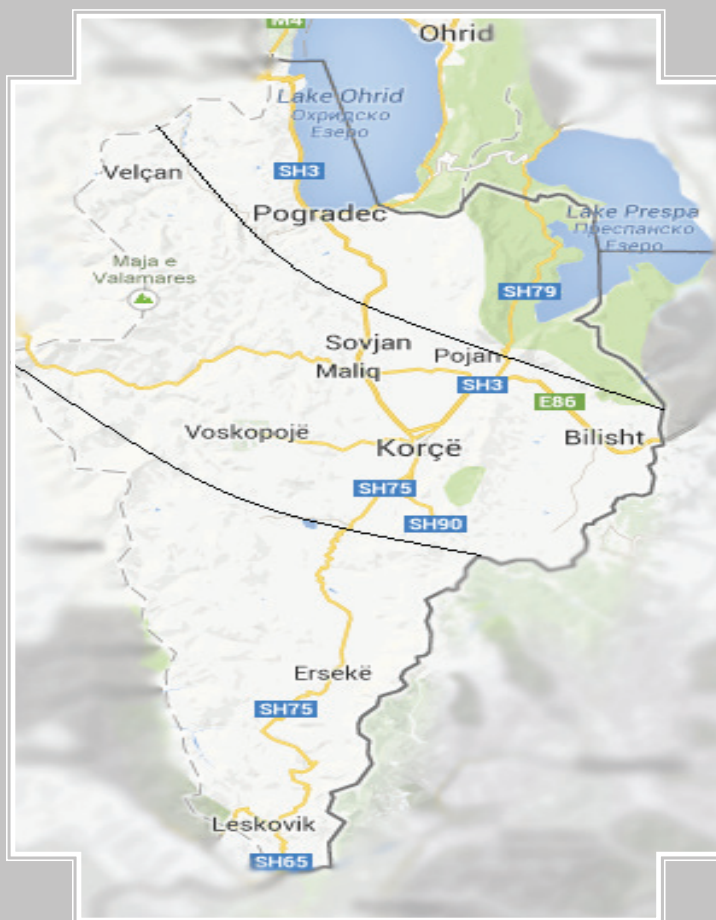 M4
Ohrid
Lake Ohrid
Охридско
Езеро
Velçan
SH3
Pogradec
Lake Prespa
Преспанско
Езеро
Maja e
Valamares
SH79
Sovjan
Pojan
Maliq
SH3
E86
Voskopojë
Korçë
Bilisht
SH75
SH90
Ersekë
SH75
Leskovik
SH65